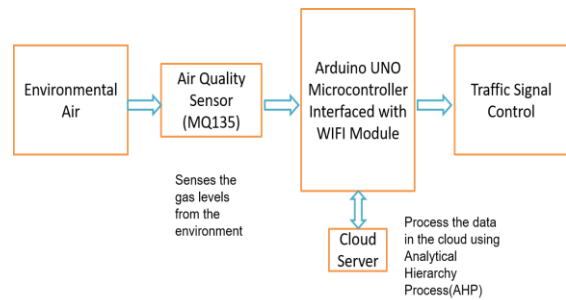 Environmental
Air
Air Quality
Sensor
(MQ135)
Arduino UNO
Microcontroller
Interfaced with
WIFI Module
Traffic Signal
Control
Senses the
gas levels
from the
environment
Cloud
Server
Process the data
in the cloud using
Analytical
Hierarchy
Process(AHP)